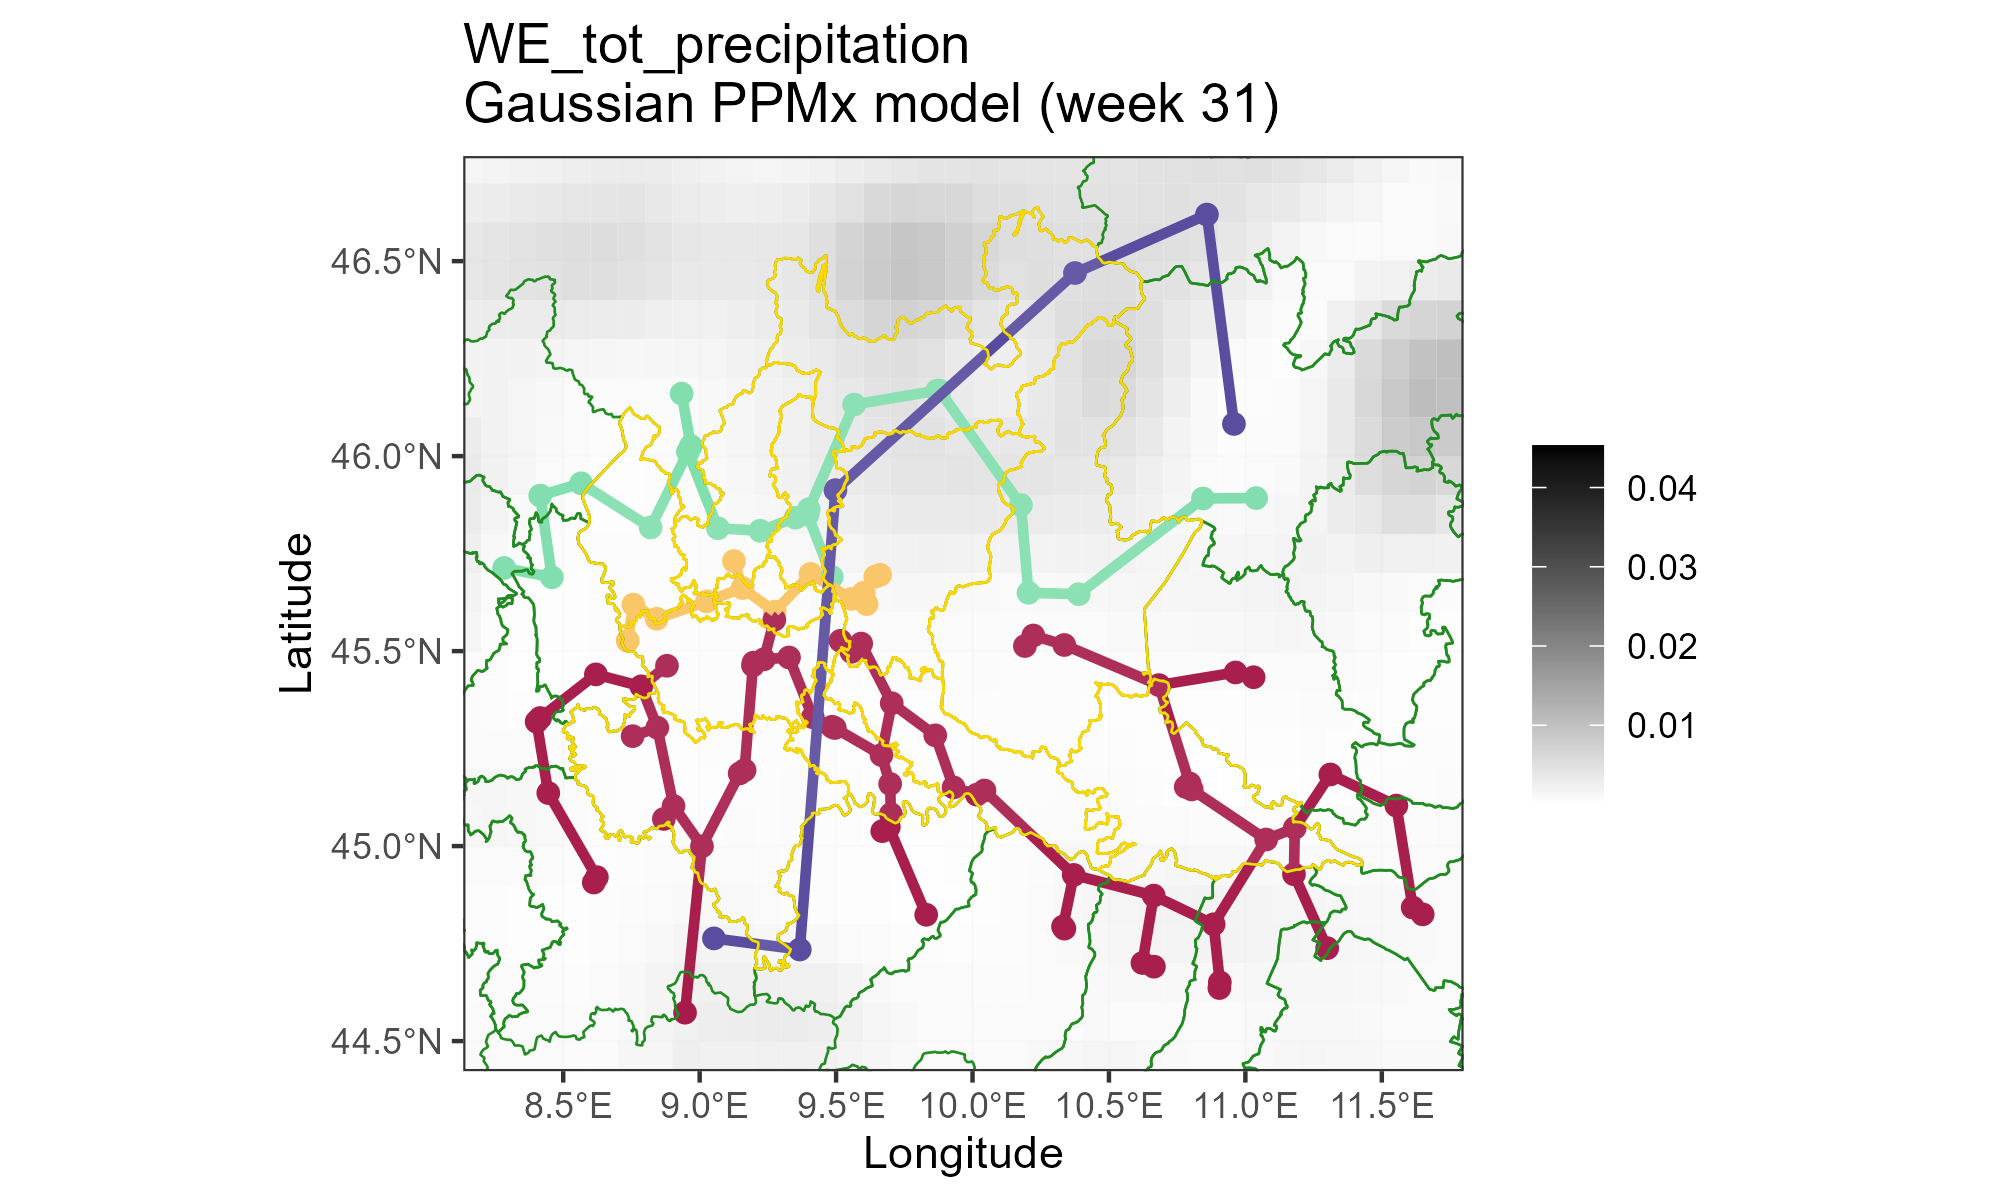 WE_tot_precipitation
Gaussian PPMx model (week 31)
46.5°N
46.0°N
45.5°N
45.0°N
44.5°N
Latitude
8.5°E 9.0°E 9.5°E 10.0°E 10.5°E 11.0°E 11.5°E
Longitude
0.04
0.03
0.02
0.01